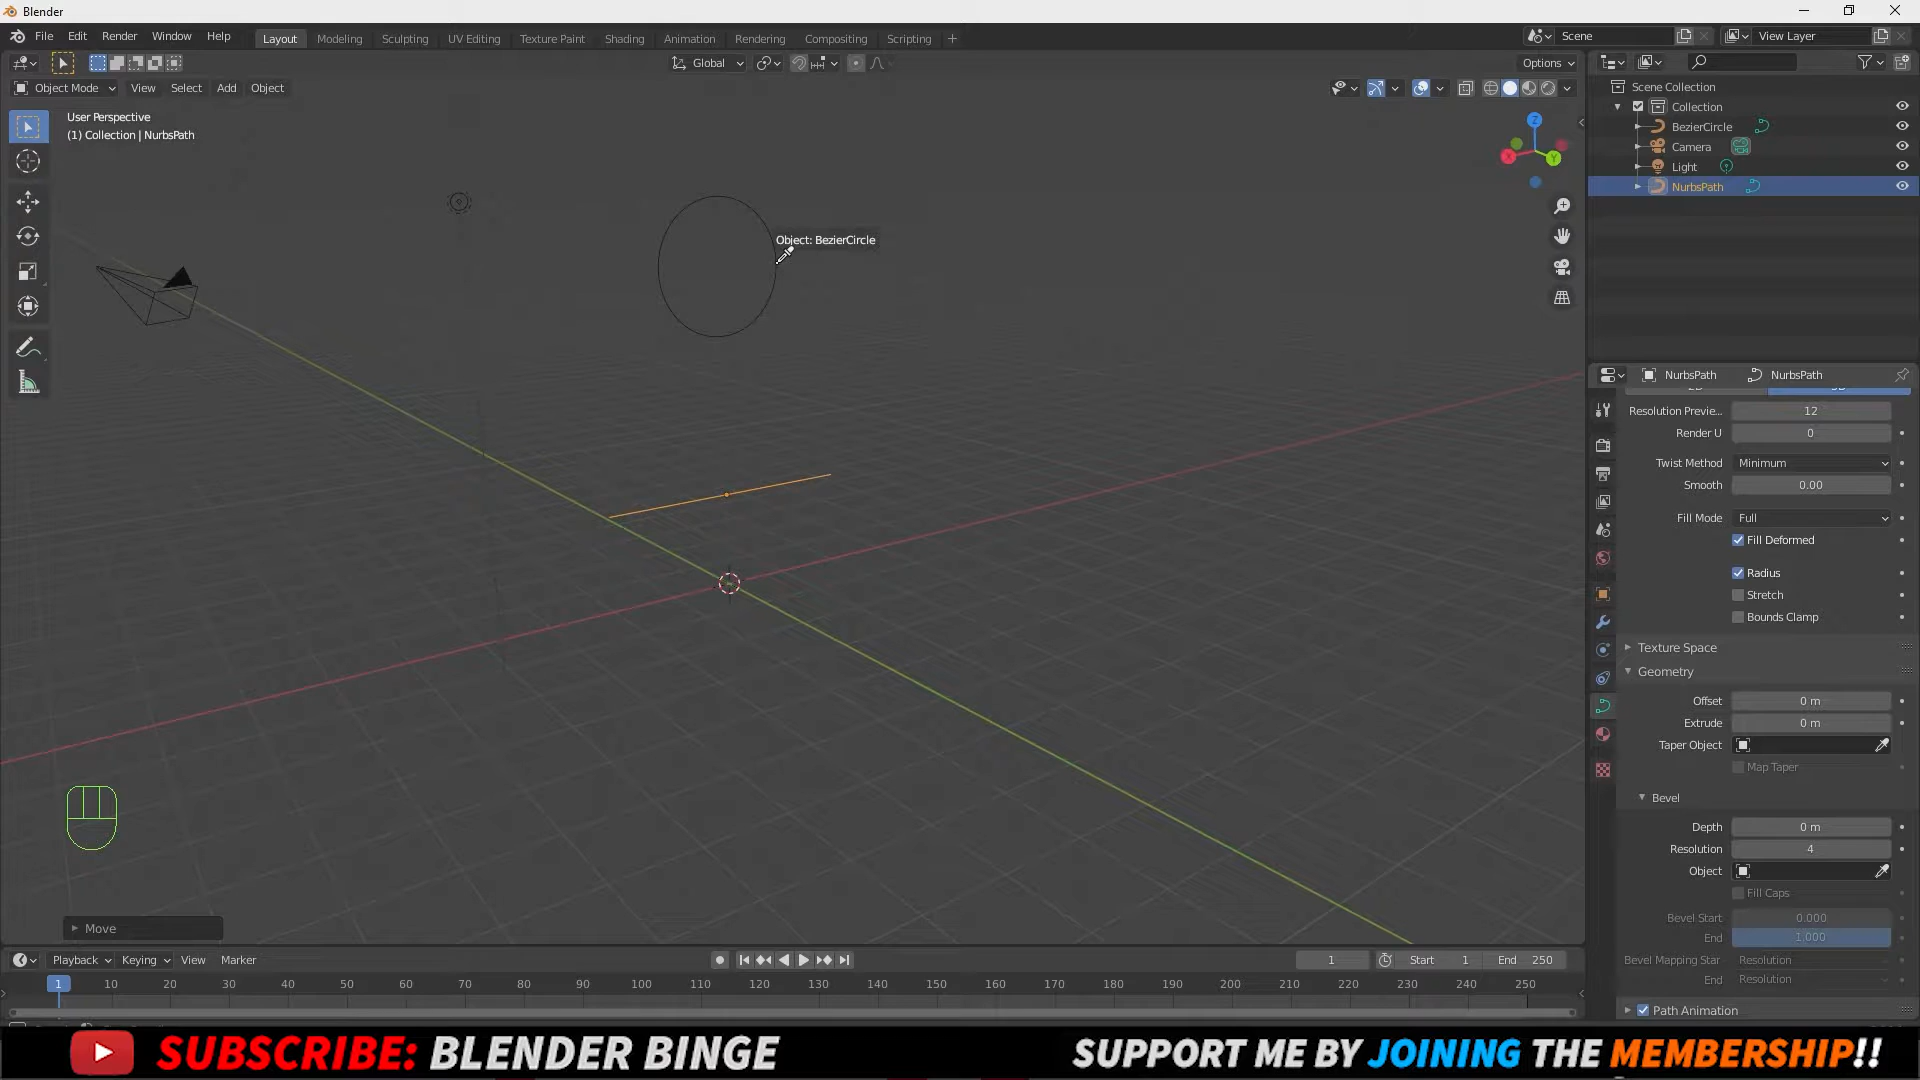 Blender
File Edit Render Window Help
Layout Modeling Sculpting UV Editing Texture Paint Shading Animation Rendering Compositing Scripting
Scene
View Layer
Global
Options
Object Mode View Select Add Object
User Perspective
(1) Collection | NurbsPath
Object: BezierCircle
Z
X
Y
Move
Scene Collection
Collection
BezierCircle
Camera
Light
NurbsPath
NurbsPath NurbsPath
Resolution Previe... 12
Render U 0
Twist Method Minimum
Smooth 0.00
Fill Mode Full
Fill Deformed
Radius
Stretch
Bounds Clamp
Texture Space
Geometry
Offset 0 m
Extrude 0 m
Taper Object
Map Taper
Bevel
Depth 0 m
Resolution 4
Object
Fill Caps
Bevel Start 0.000
End 1.000
Bevel Mapping Star Resolution
End Resolution
Path Animation
Playback Keying View Marker
1 Start 1 End 250
1 10 20 30 40 50 60 70 80 90 100 110 120 130 140 150 160 170 180 190 200 210 220 230 240 250
SUBSCRIBE: BLENDER BINGE
SUPPORT ME BY JOINING THE MEMBERSHIP!!